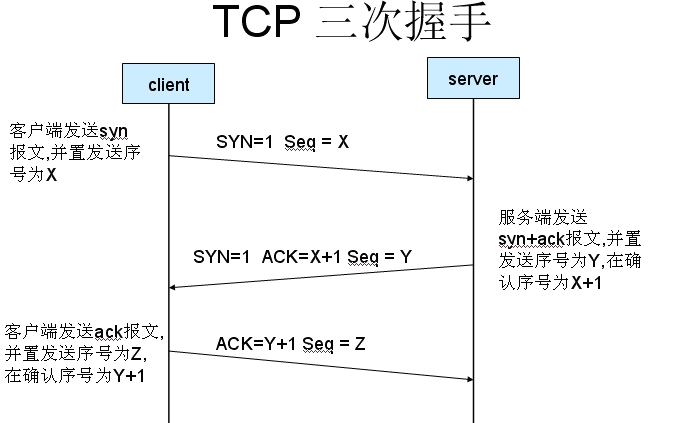 TCP 三次握手
client
server
客户端发送syn
报文,并置发送序
号为X
SYN=1 Seq = X
服务端发送
syn+ack报文,并置
发送序号为Y,在确
认序号为X+1
SYN=1 ACK=X+1 Seq = Y
客户端发送ack报文,
并置发送序号为Z,
在确认序号为Y+1
ACK=Y+1 Seq = Z